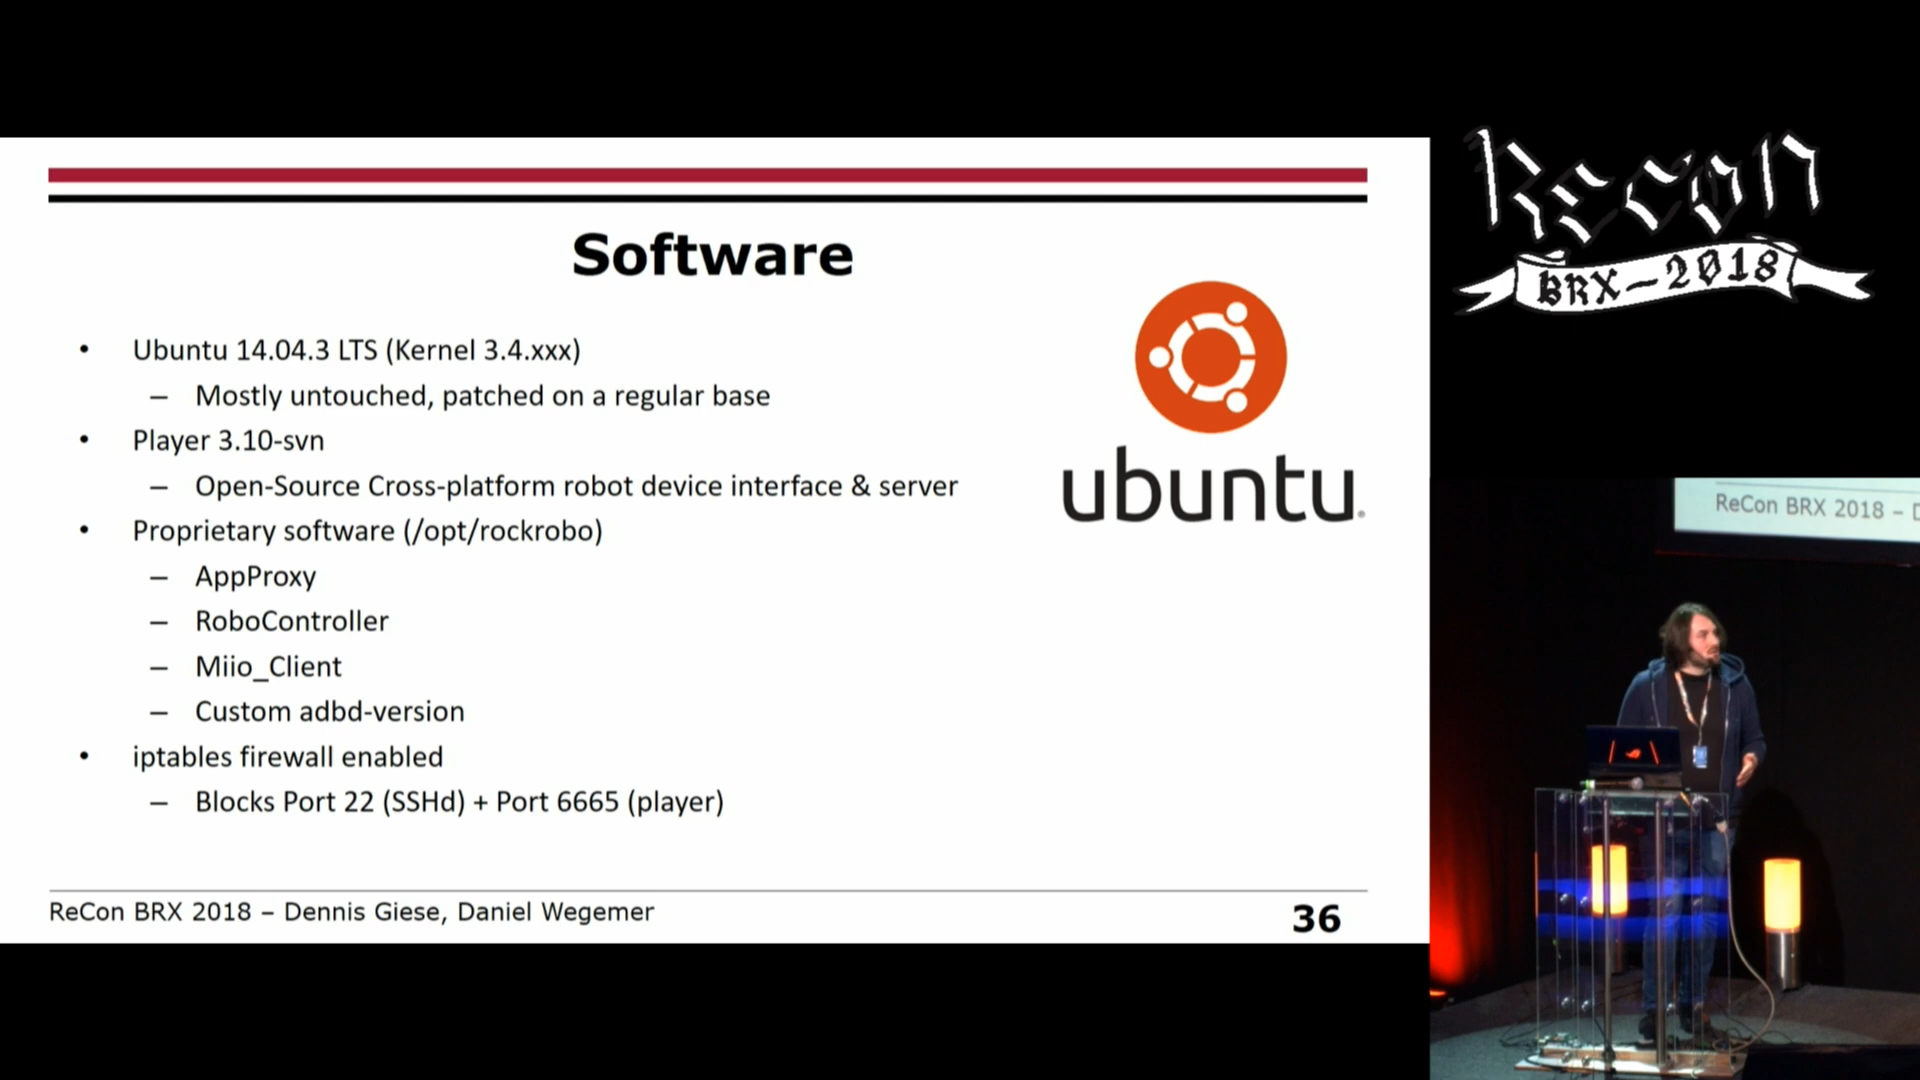 Recon
BRX-2018
Software
• Ubuntu 14.04.3 LTS (Kernel 3.4.xxx)
– Mostly untouched, patched on a regular base
• Player 3.10-svn
– Open-Source Cross-platform robot device interface & server
• Proprietary software (/opt/rockrobo)
– AppProxy
– RoboController
– Miio_Client
– Custom adbd-version
• iptables firewall enabled
– Blocks Port 22 (SSHd) + Port 6665 (player)
ubuntu
ReCon BRX 2018 – Dennis Giese, Daniel Wegemer
36
ReCon BRX 2018 –